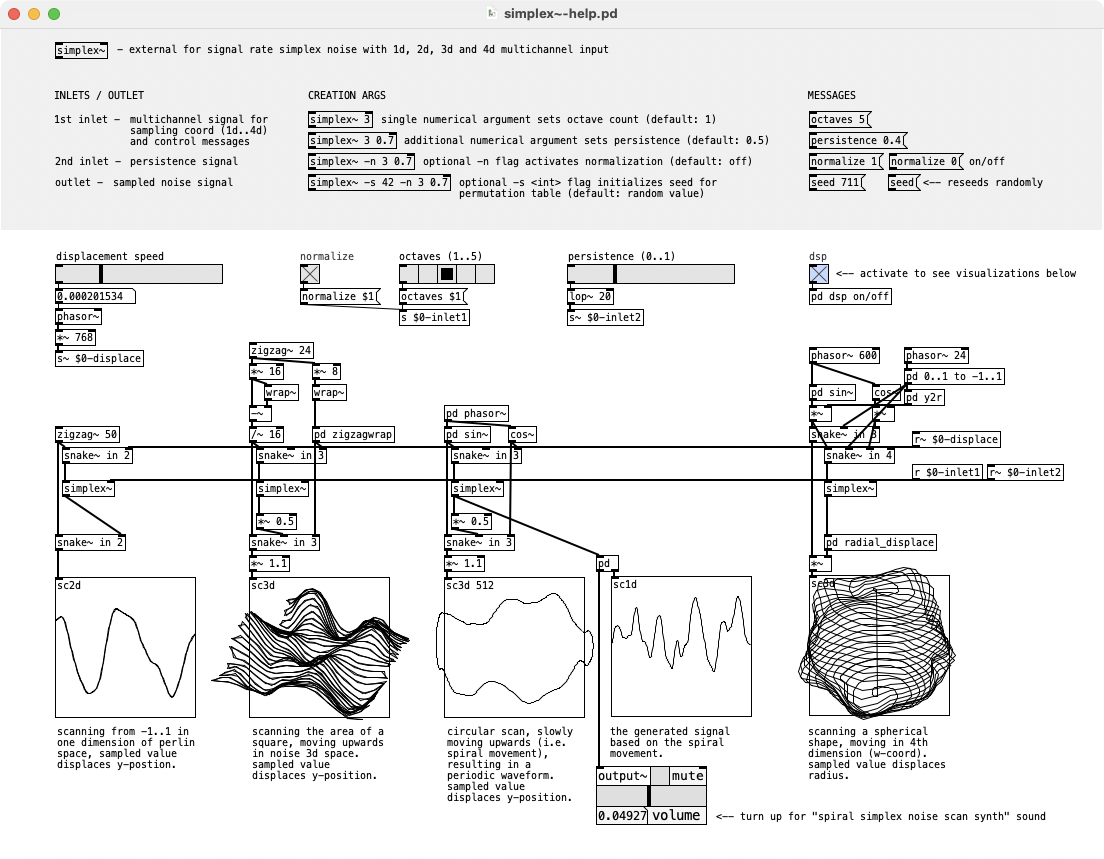 simplex~-help.pd
simplex~ – external for signal rate simplex noise with 1d, 2d, 3d and 4d multichannel input
INLETS / OUTLET
1st inlet – multichannel signal for
sampling coord (1d..4d)
and control messages
2nd inlet – persistence signal
outlet – sampled noise signal
CREATION ARGS
simplex~ 3 single numerical argument sets octave count (default: 1)
simplex~ 3 0.7 additional numerical argument sets persistence (default: 0.5)
simplex~ -n 3 0.7 optional -n flag activates normalization (default: off)
simplex~ -s 42 -n 3 0.7 optional -s <int> flag initializes seed for
permutation table (default: random value)
MESSAGES
octaves 5
persistence 0.4
normalize 1 normalize 0 on/off
seed 711 seed <-- reseeds randomly
displacement speed
0.000201534
phasor~
*~ 768
s~ $0-displace
normalize
normalize $1
octaves (1..5)
octaves $1
s $0-inlet1
persistence (0..1)
lop~ 20
s~ $0-inlet2
dsp
<-- activate to see visualizations below
pd dsp on/off
zigzag~ 50
snake~ in 2
simplex~
snake~ in 2
sc2d
scanning from -1..1 in
one dimension of perlin
space, sampled value
displaces y-postion.
zigzag~ 24
*~ 16 *~ 8
wrap~ wrap~
-~
/~ 16 pd zigzagwrap
snake~ in 3
simplex~
*~ 0.5
snake~ in 3
*~ 1.1
sc3d
scanning the area of a
square, moving upwards
in noise 3d space.
sampled value
displaces y-position.
pd phasor~
pd sin~ cos~
snake~ in 3
simplex~
*~ 0.5
snake~ in 3
*~ 1.1
sc3d 512
circular scan, slowly
moving upwards (i.e.
spiral movement),
resulting in a
periodic waveform.
sampled value
displaces y-position.
pd
sc1d
the generated signal
based on the spiral
movement.
output~ mute
0.04927 volume
<-- turn up for "spiral simplex noise scan synth" sound
phasor~ 600 phasor~ 24
pd 0..1 to -1..1
pd sin~ cos~ pd y2r
*~ *~
snake~ in 3
r~ $0-displace
snake~ in 4
r $0-inlet1 r~ $0-inlet2
simplex~
pd radial_displace
*~
sc3d
scanning a spherical
shape, moving in 4th
dimension (w-coord).
sampled value displaces
radius.